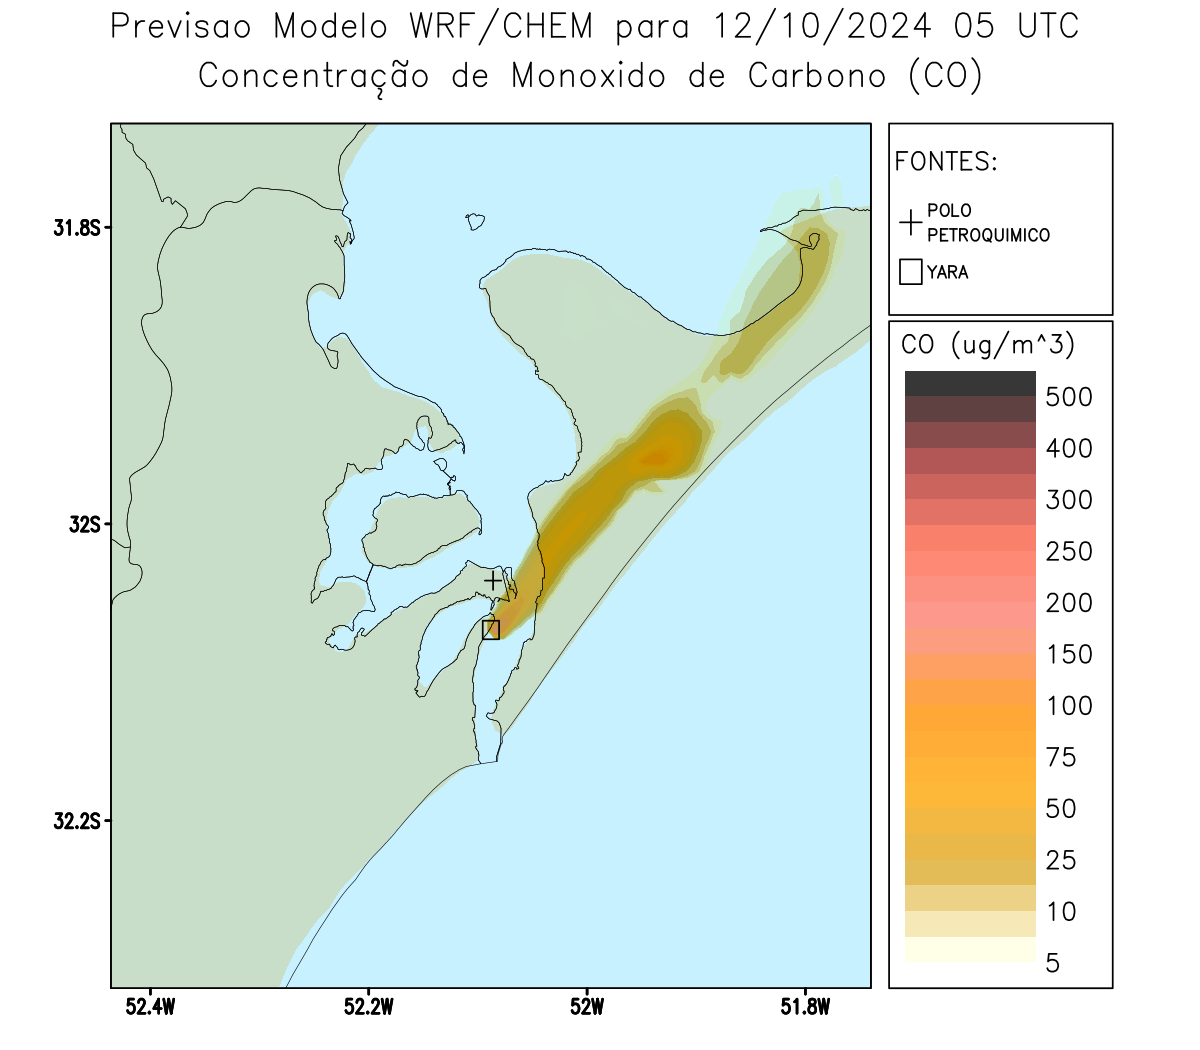 Previsao Modelo WRF/CHEM para 12/10/2024 05 UTC
Concentração de Monoxido de Carbono (CO)
FONTES:
POLO
PETROQUIMICO
YARA
CO (ug/m^3)
500
400
300
250
200
150
100
75
50
25
10
5
31.8S
32S
32.2S
52.4W
52.2W
52W
51.8W